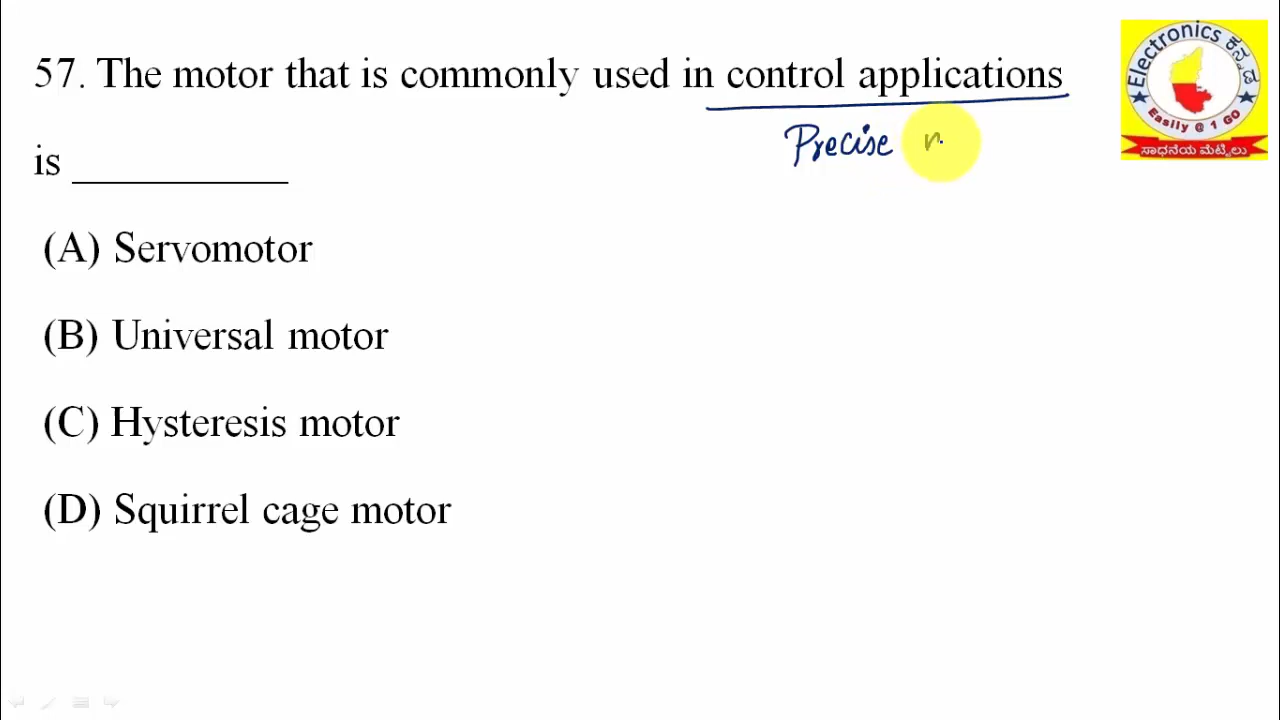 57. The motor that is commonly used in control applications
is __________
Precise
(A) Servomotor
(B) Universal motor
(C) Hysteresis motor
(D) Squirrel cage motor
Electronics ಕನ್ನಡ
Easily @ 1 GO
ಸಾಧನೆಯ ಮೆಟ್ಟಿಲು